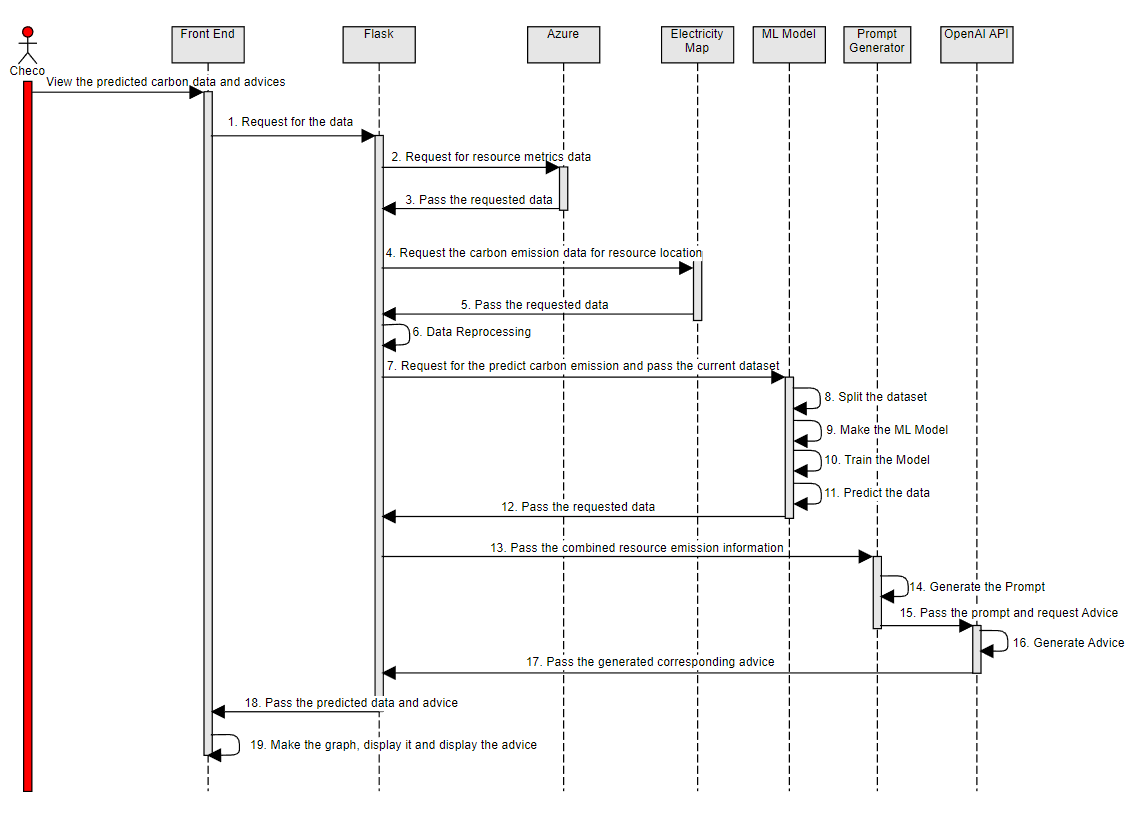 Front End
Flask
Azure
Electricity
Map
ML Model
Prompt
Generator
OpenAI API
Checo
View the predicted carbon data and advices
1. Request for the data
2. Request for resource metrics data
3. Pass the requested data
4. Request the carbon emission data for resource location
5. Pass the requested data
6. Data Reprocessing
7. Request for the predict carbon emission and pass the current dataset
8. Split the dataset
9. Make the ML Model
10. Train the Model
11. Predict the data
12. Pass the requested data
13. Pass the combined resource emission information
14. Generate the Prompt
15. Pass the prompt and request Advice
16. Generate Advice
17. Pass the generated corresponding advice
18. Pass the predicted data and advice
19. Make the graph, display it and display the advice